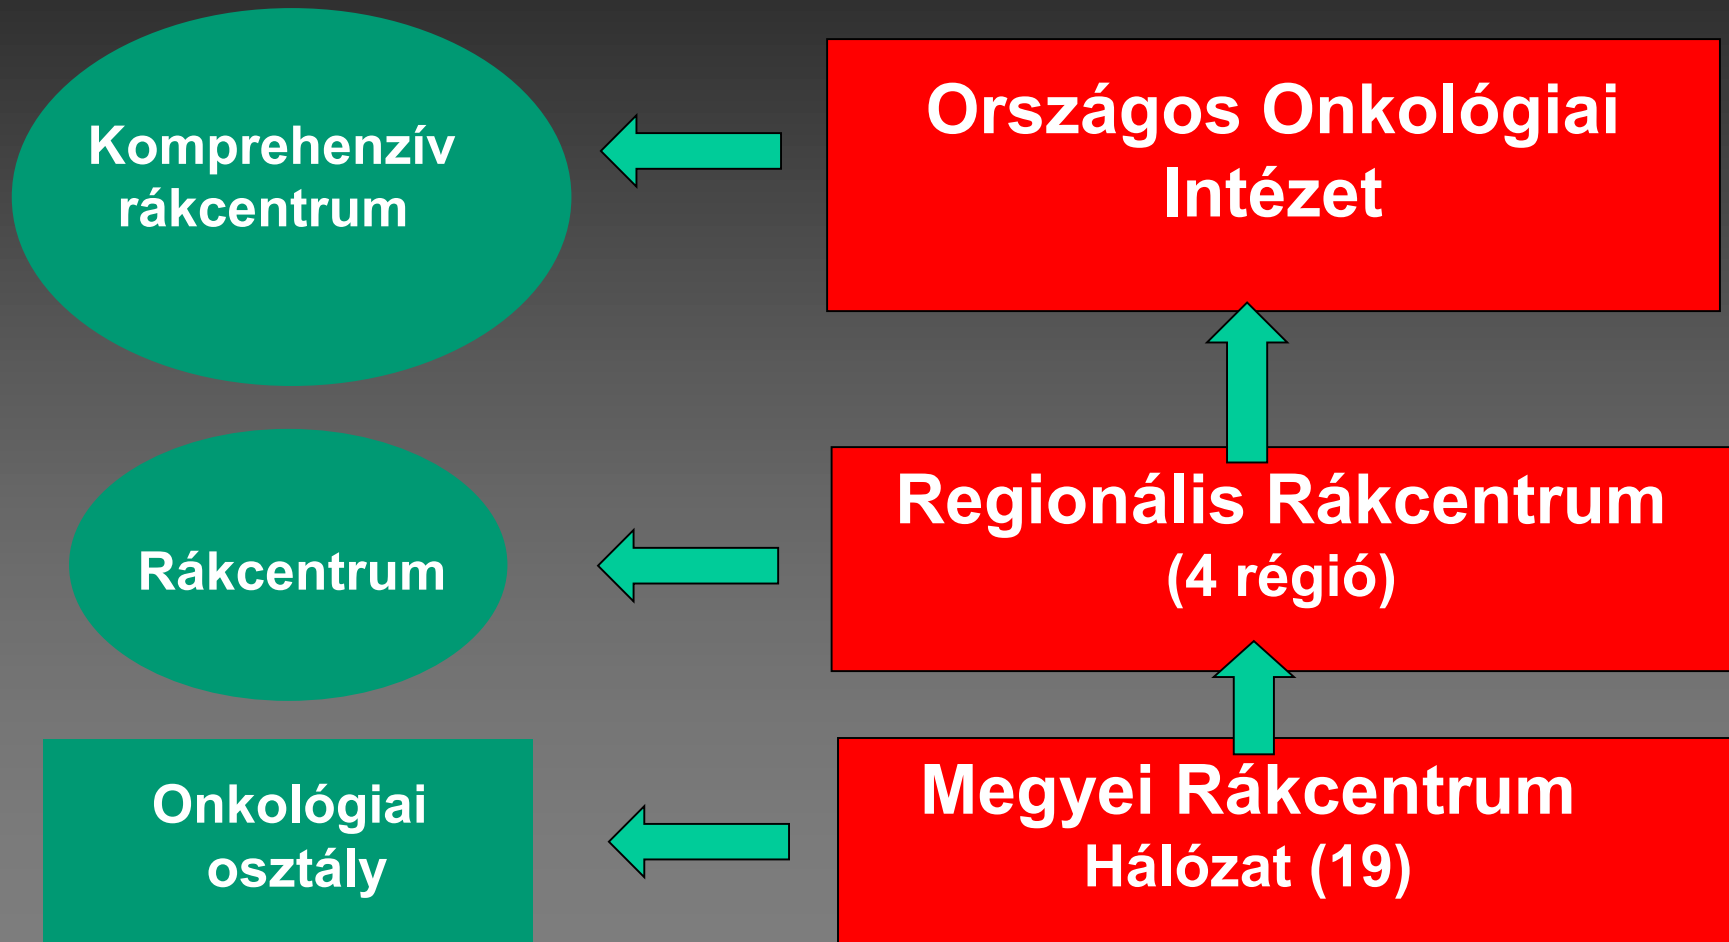 Komprehenzív
rákcentrum
Országos Onkológiai
Intézet
Rákcentrum
Regionális Rákcentrum
(4 régió)
Onkológiai
osztály
Megyei Rákcentrum
Hálózat (19)